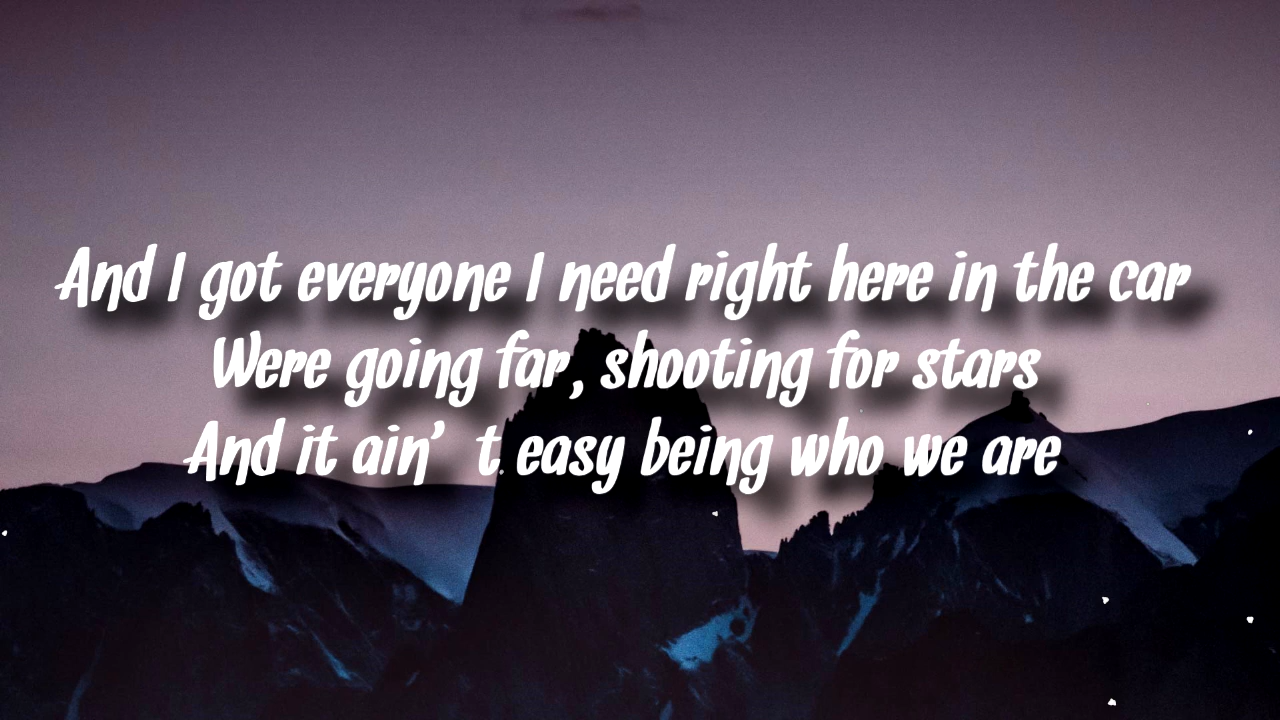 And I got everyone I need right here in the car
Were going far, shooting for stars
And it ain’ t easy being who we are